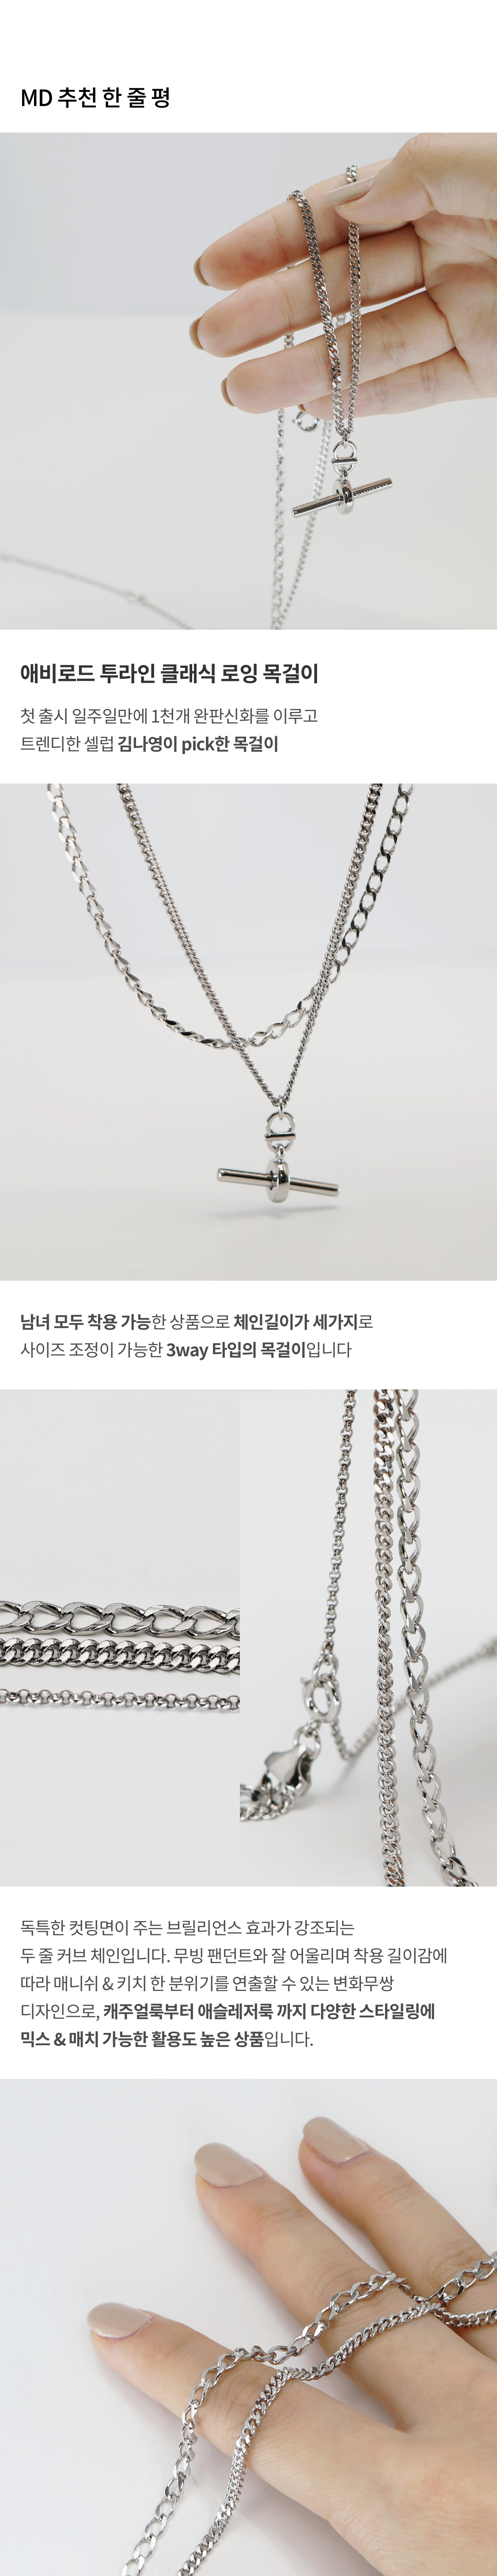 MD 추천 한 줄 평
애비로드 투라인 클래식 로잉 목걸이
첫 출시 일주일만에 1천개 완판신화를 이루고
트렌디한 셀럽 김나영이 pick한 목걸이
남녀 모두 착용 가능한 상품으로 체인길이가 세가지로
사이즈 조정이 가능한 3way 타입의 목걸이입니다
독특한 컷팅면이 주는 브릴리언스 효과가 강조되는
두 줄 커브 체인입니다. 무빙 팬던트와 잘 어울리며 착용 길이감에
따라 매니쉬 & 키치 한 분위기를 연출할 수 있는 변화무쌍
디자인으로, 캐주얼룩부터 애슬레저룩 까지 다양한 스타일링에
믹스 & 매치 가능한 활용도 높은 상품입니다.